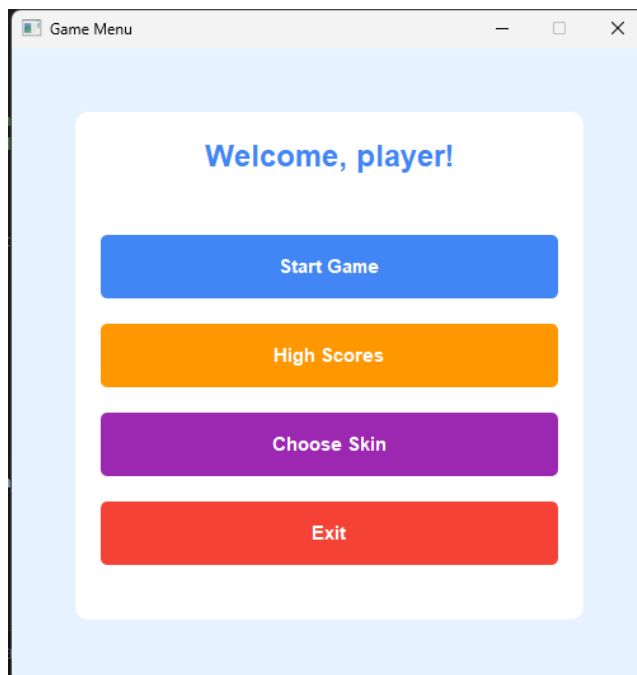 Game Menu
Welcome, player!
Start Game
High Scores
Choose Skin
Exit